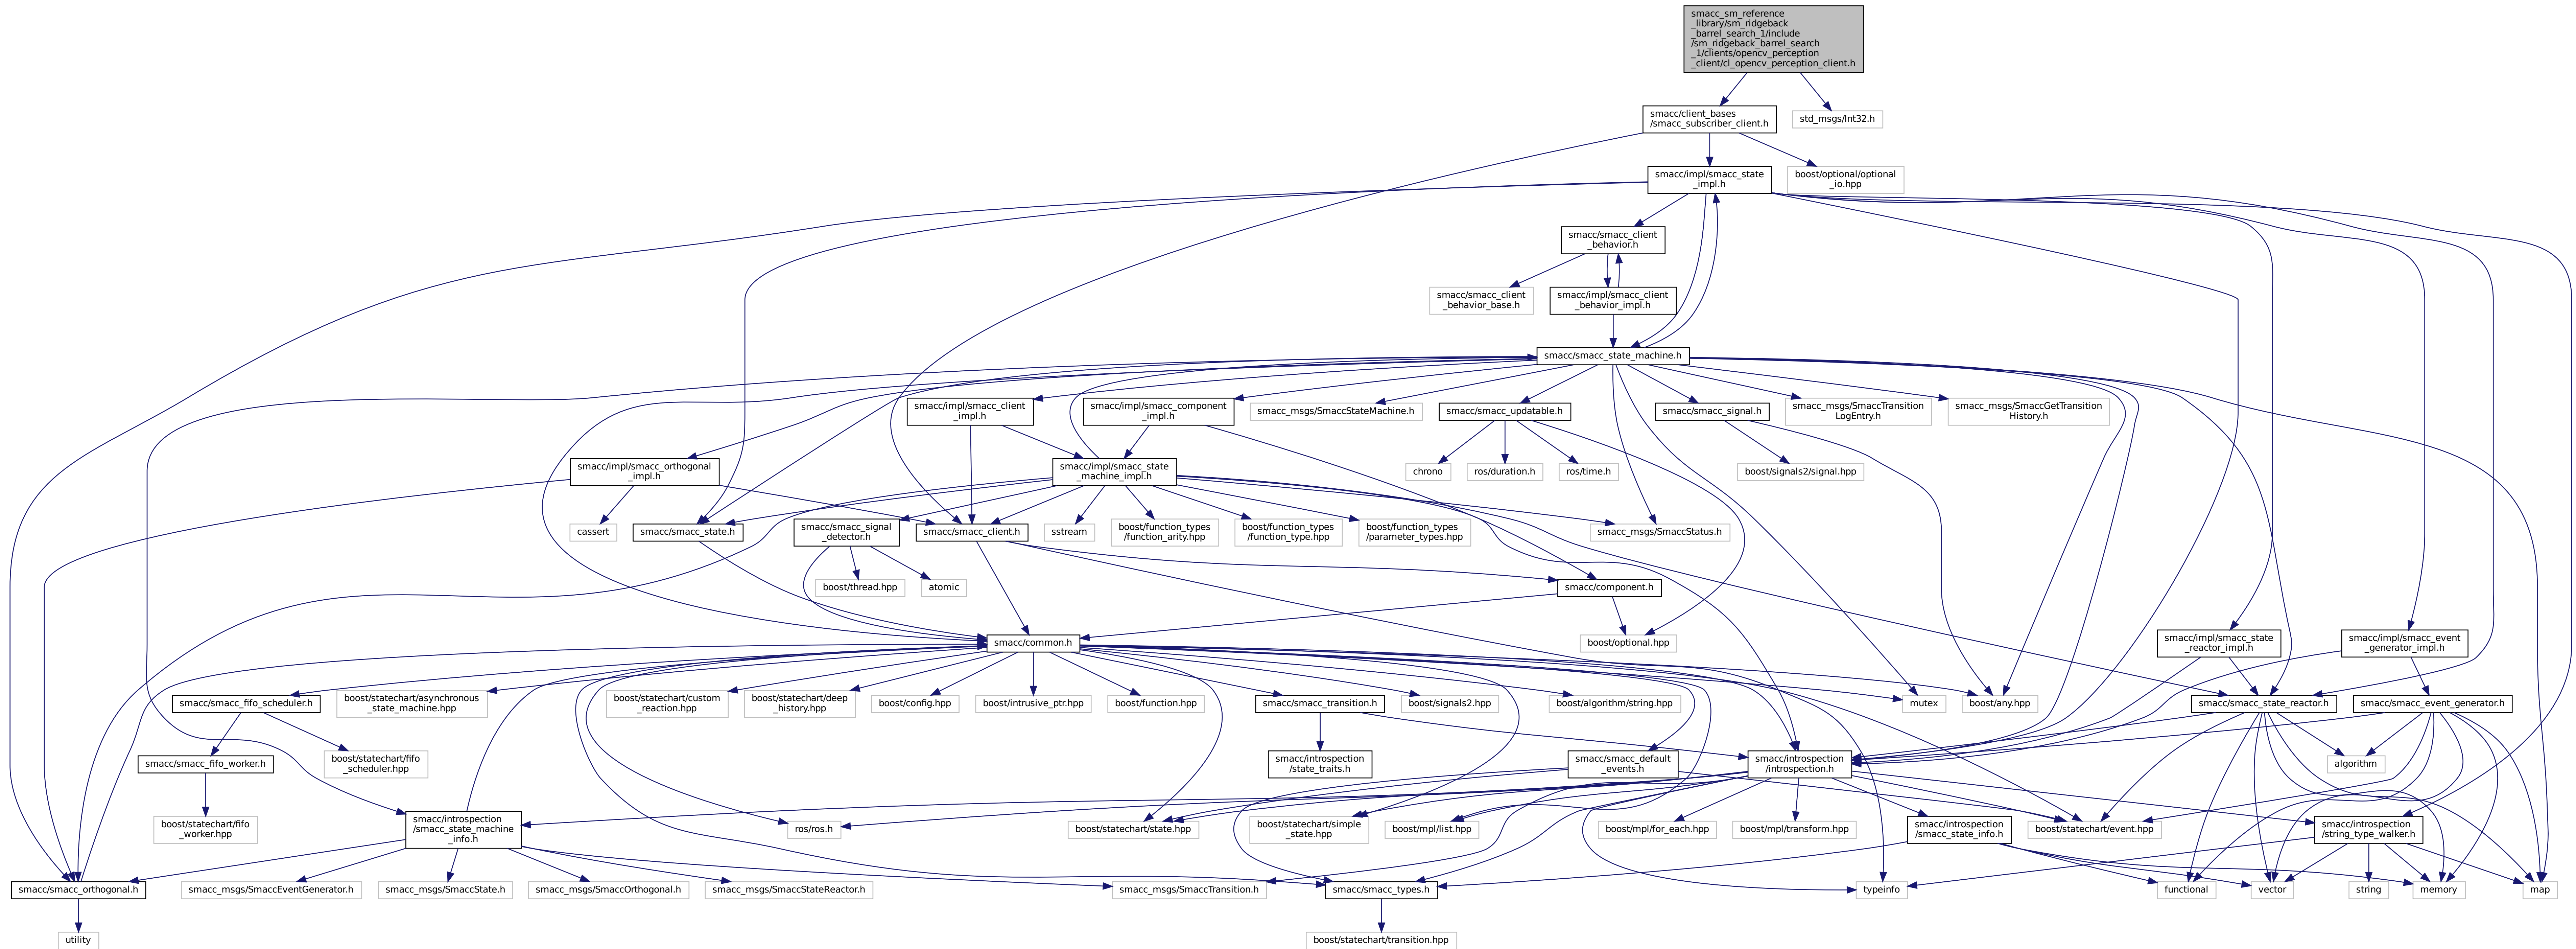 smacc_sm_reference
_library/sm_ridgeback
_barrel_search_1/include
/sm_ridgeback_barrel_search
_1/clients/opencv_perception
_client/cl_opencv_perception_client.h
smacc/client_bases
/smacc_subscriber_client.h
std_msgs/Int32.h
smacc/impl/smacc_state
_impl.h
boost/optional/optional
_io.hpp
smacc/smacc_client
_behavior.h
smacc/smacc_client
_behavior_base.h
smacc/impl/smacc_client
_behavior_impl.h
smacc/smacc_state_machine.h
smacc/impl/smacc_client
_impl.h
smacc/impl/smacc_component
_impl.h
smacc_msgs/SmaccStateMachine.h
smacc/smacc_updatable.h
smacc/smacc_signal.h
smacc_msgs/SmaccTransition
LogEntry.h
smacc_msgs/SmaccGetTransition
History.h
smacc/impl/smacc_orthogonal
_impl.h
smacc/impl/smacc_state
_machine_impl.h
chrono
ros/duration.h
ros/time.h
boost/signals2/signal.hpp
cassert
smacc/smacc_state.h
smacc/smacc_signal
_detector.h
smacc/smacc_client.h
sstream
boost/function_types
/function_arity.hpp
boost/function_types
/function_type.hpp
boost/function_types
/parameter_types.hpp
smacc_msgs/SmaccStatus.h
boost/thread.hpp
atomic
smacc/component.h
smacc/common.h
boost/optional.hpp
smacc/impl/smacc_state
_reactor_impl.h
smacc/impl/smacc_event
_generator_impl.h
smacc/smacc_fifo_scheduler.h
boost/statechart/asynchronous
_state_machine.hpp
boost/statechart/custom
_reaction.hpp
boost/statechart/deep
_history.hpp
boost/config.hpp
boost/intrusive_ptr.hpp
boost/function.hpp
smacc/smacc_transition.h
boost/signals2.hpp
boost/algorithm/string.hpp
mutex
boost/any.hpp
smacc/smacc_state_reactor.h
smacc/smacc_event_generator.h
smacc/smacc_fifo_worker.h
boost/statechart/fifo
_scheduler.hpp
smacc/introspection
/state_traits.h
smacc/smacc_default
_events.h
smacc/introspection
/introspection.h
algorithm
boost/statechart/fifo
_worker.hpp
smacc/introspection
/smacc_state_machine
_info.h
ros/ros.h
boost/statechart/state.hpp
boost/statechart/simple
_state.hpp
boost/mpl/list.hpp
boost/mpl/for_each.hpp
boost/mpl/transform.hpp
smacc/introspection
/smacc_state_info.h
boost/statechart/event.hpp
smacc/introspection
/string_type_walker.h
smacc/smacc_orthogonal.h
smacc_msgs/SmaccEventGenerator.h
smacc_msgs/SmaccState.h
smacc_msgs/SmaccOrthogonal.h
smacc_msgs/SmaccStateReactor.h
smacc_msgs/SmaccTransition.h
smacc/smacc_types.h
typeinfo
functional
vector
string
memory
map
utility
boost/statechart/transition.hpp